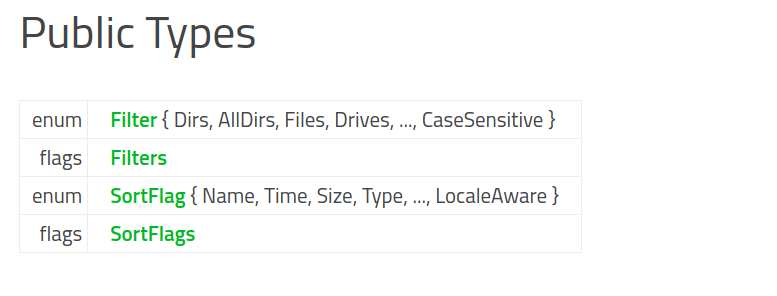 Public Types
enum Filter { Dirs, AllDirs, Files, Drives, ..., CaseSensitive }
flags Filters
enum SortFlag { Name, Time, Size, Type, ..., LocaleAware }
flags SortFlags